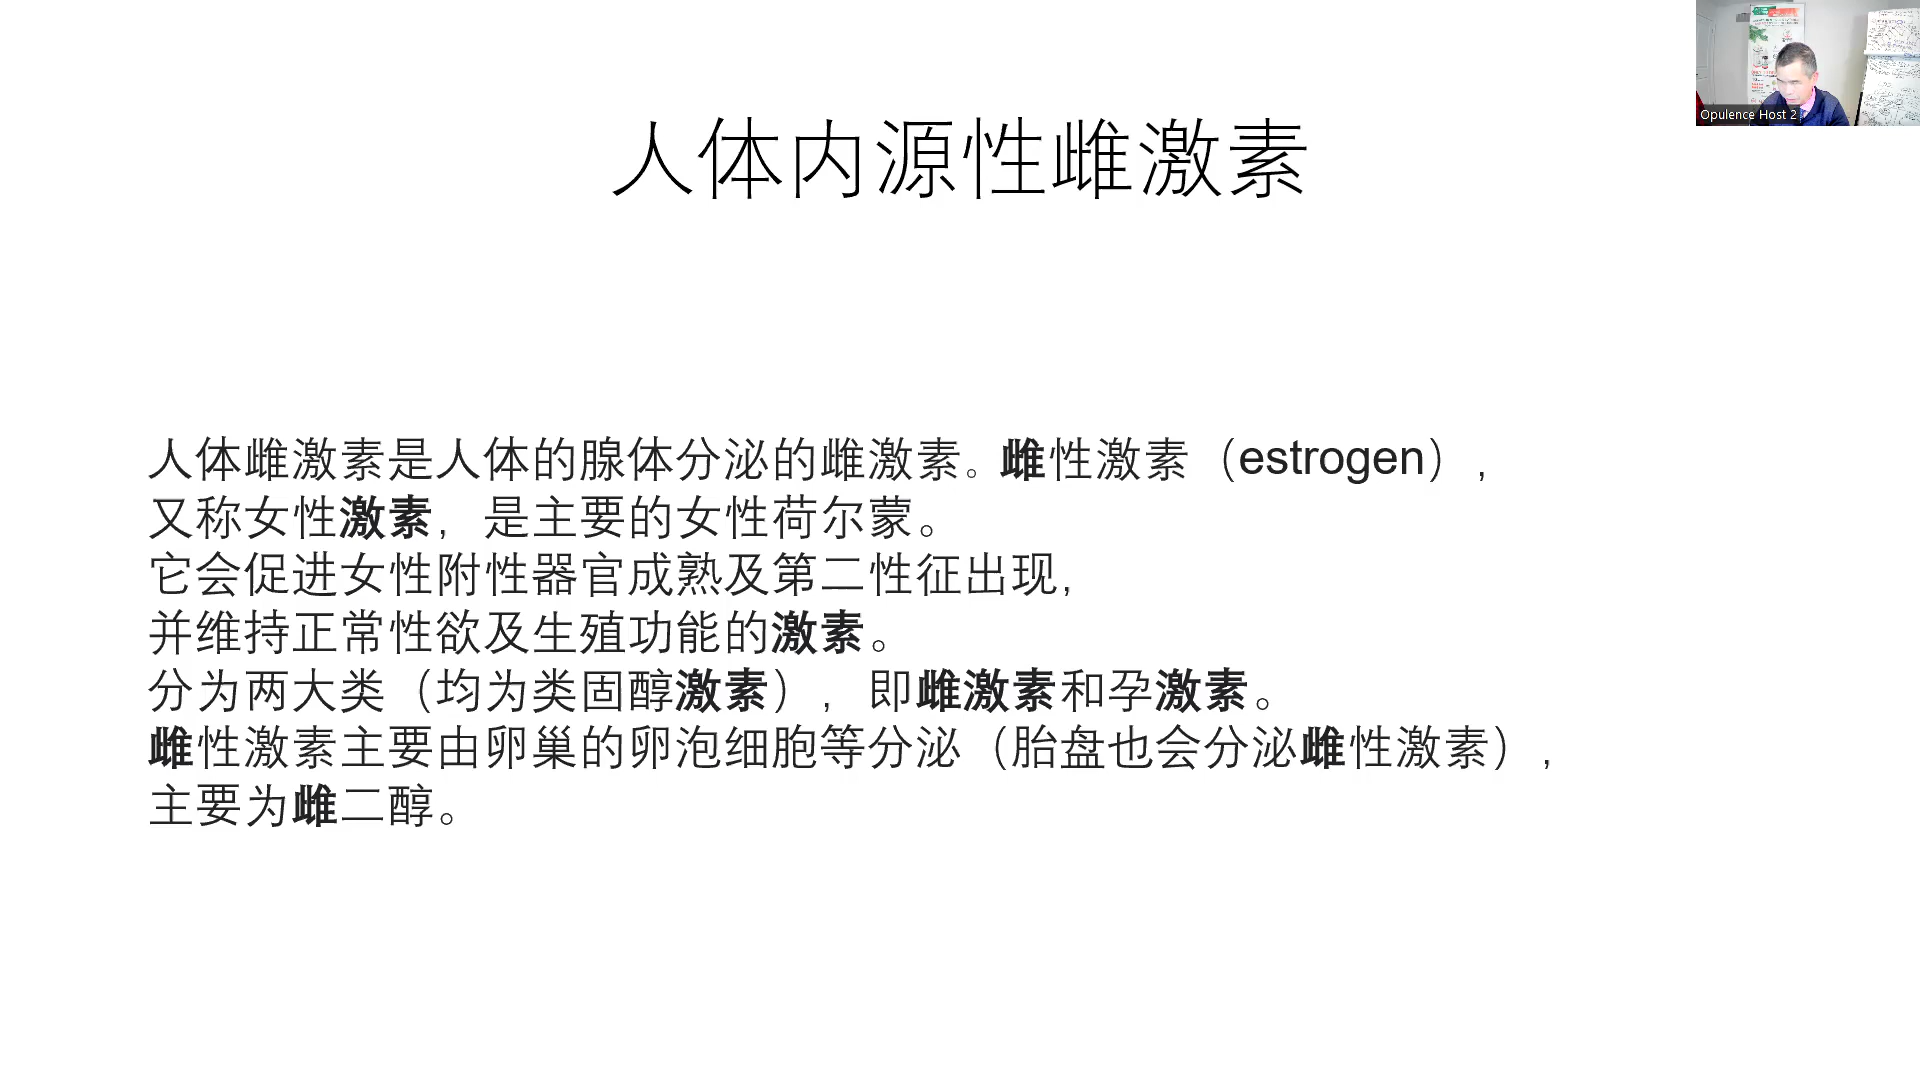 人体内源性雌激素
人体雌激素是人体的腺体分泌的雌激素。雌性激素（estrogen）,
又称女性激素，是主要的女性荷尔蒙。
它会促进女性附性器官成熟及第二性征出现,
并维持正常性欲及生殖功能的激素。
分为两大类（均为类固醇激素），即雌激素和孕激素。
雌性激素主要由卵巢的卵泡细胞等分泌（胎盘也会分泌雌性激素）,
主要为雌二醇。
Opulence Host 2